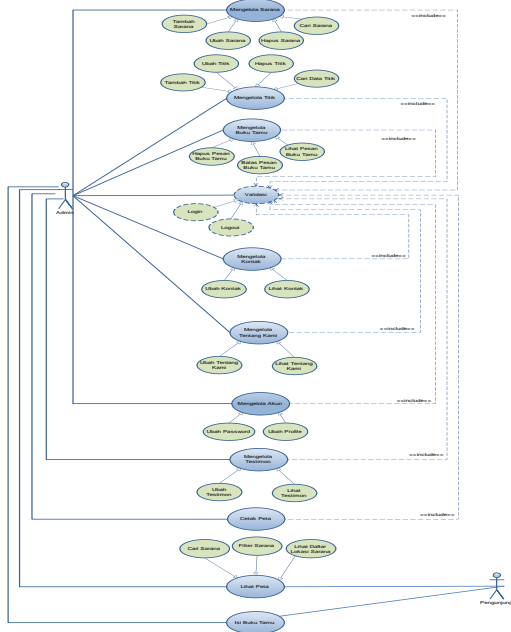 Mengelola Sarana
Tambah
Sarana
Cari Sarana
Ubah Sarana
Hapus Sarana
<<include>>
Ubah Titik
Hapus Titik
Tambah Titik
Cari Data Titik
Mengelola Titik
<<include>>
Mengelola
Buku Tamu
<<include>>
Hapus Pesan
Buku Tamu
Balas Pesan
Buku Tamu
Lihat Pesan
Buku Tamu
Admin
Validasi
Login
Logout
Mengelola
Kontak
<<include>>
Ubah Kontak
Lihat Kontak
Mengelola
Tentang Kami
<<include>>
Ubah Tentang
Kami
Lihat Tentang
Kami
Mengelola Akun
<<include>>
Ubah Password
Ubah Profile
Mengelola
Testimon
<<include>>
Ubah
Testimon
Lihat
Testimon
Cetak Peta
<<include>>
Cari Sarana
Filter Sarana
Lihat Daftar
Lokasi Sarana
Lihat Peta
Pengunjung
Isi Buku Tamu